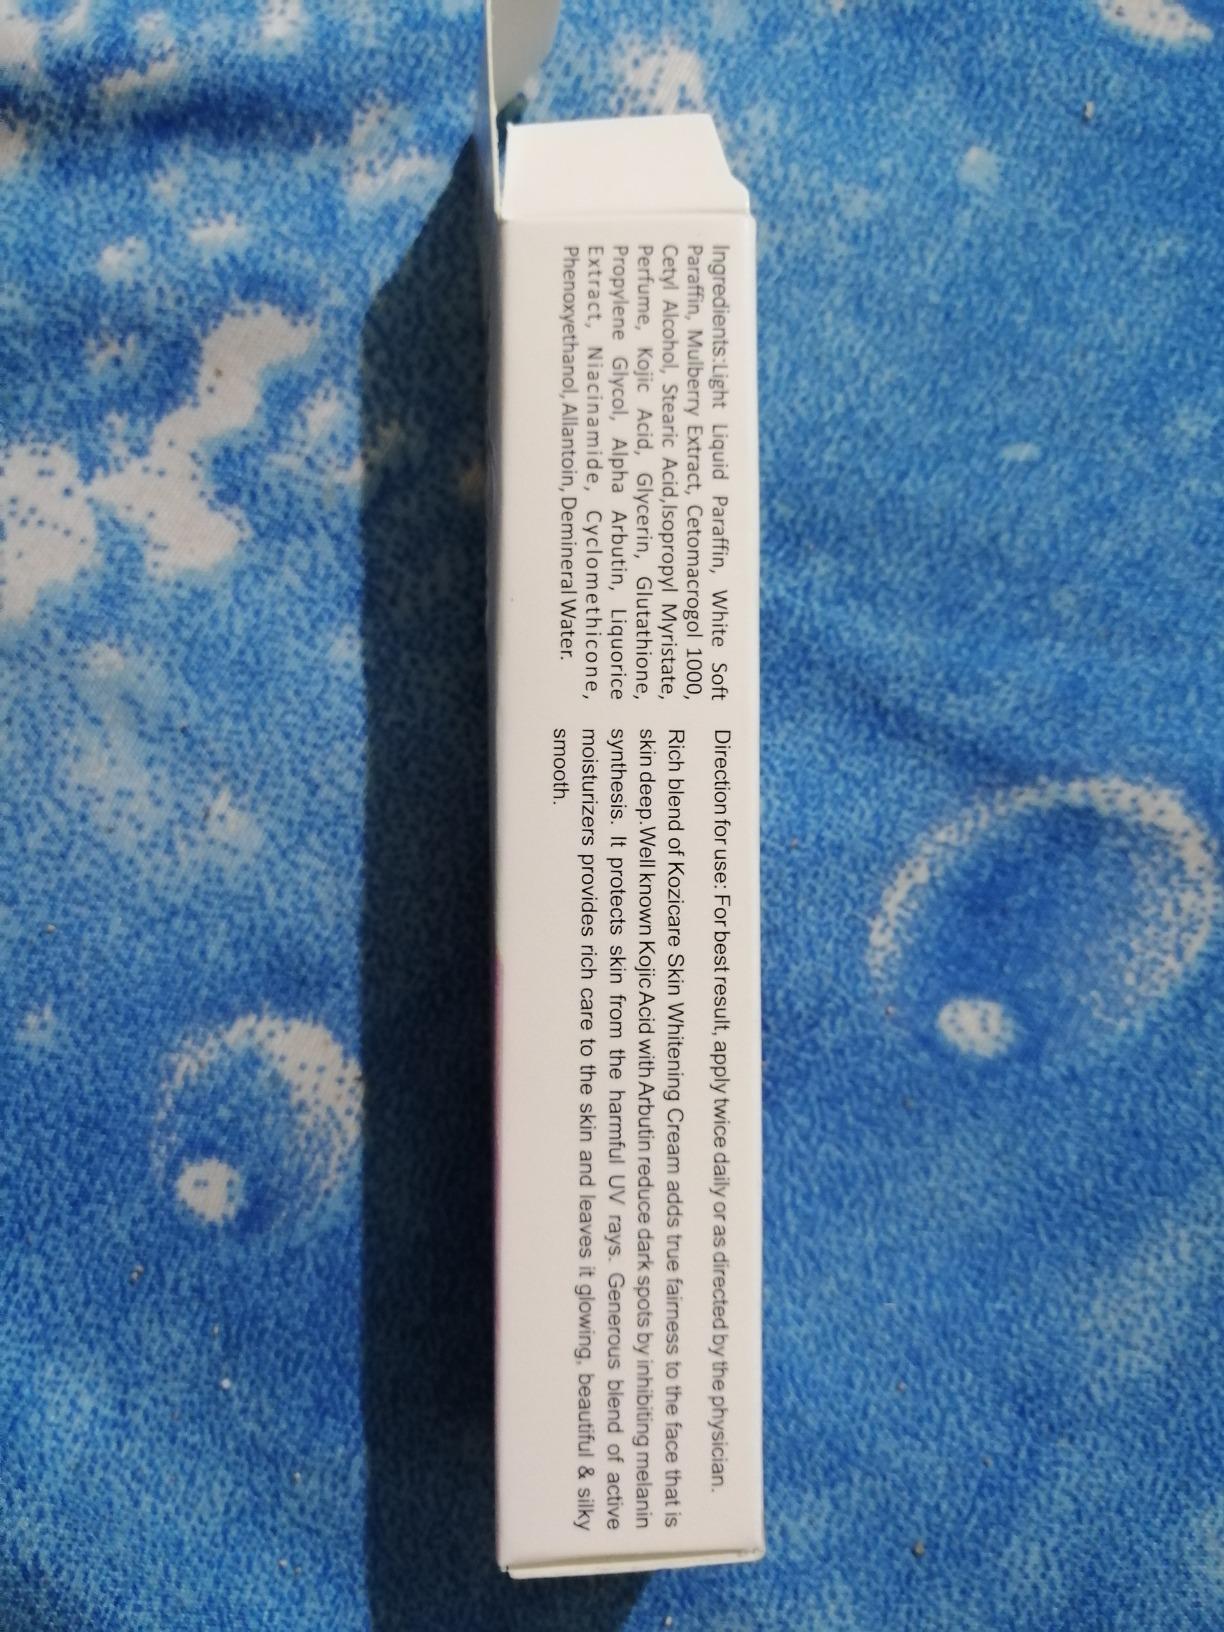 Ingredients:Light Liquid Paraffin, White Soft
Paraffin, Mulberry Extract, Cetomacrogol 1000,
Cetyl Alcohol, Stearic Acid,Isopropyl Myristate,
Perfume, Kojic Acid, Glycerin, Glutathione,
Propylene Glycol, Alpha Arbutin, Liquorice
Extract, Niacinamide, Cyclomethicone,
Phenoxyethanol, Allantoin, Demineral Water.
Direction for use: For best result, apply twice daily or as directed by the physician.
Rich blend of Kozicare Skin Whitening Cream adds true fairness to the face that is
skin deep.Well known Kojic Acid with Arbutin reduce dark spots by inhibiting melanin
synthesis. It protects skin from the harmful UV rays. Generous blend of active
moisturizers provides rich care to the skin and leaves it glowing, beautiful & silky
smooth.